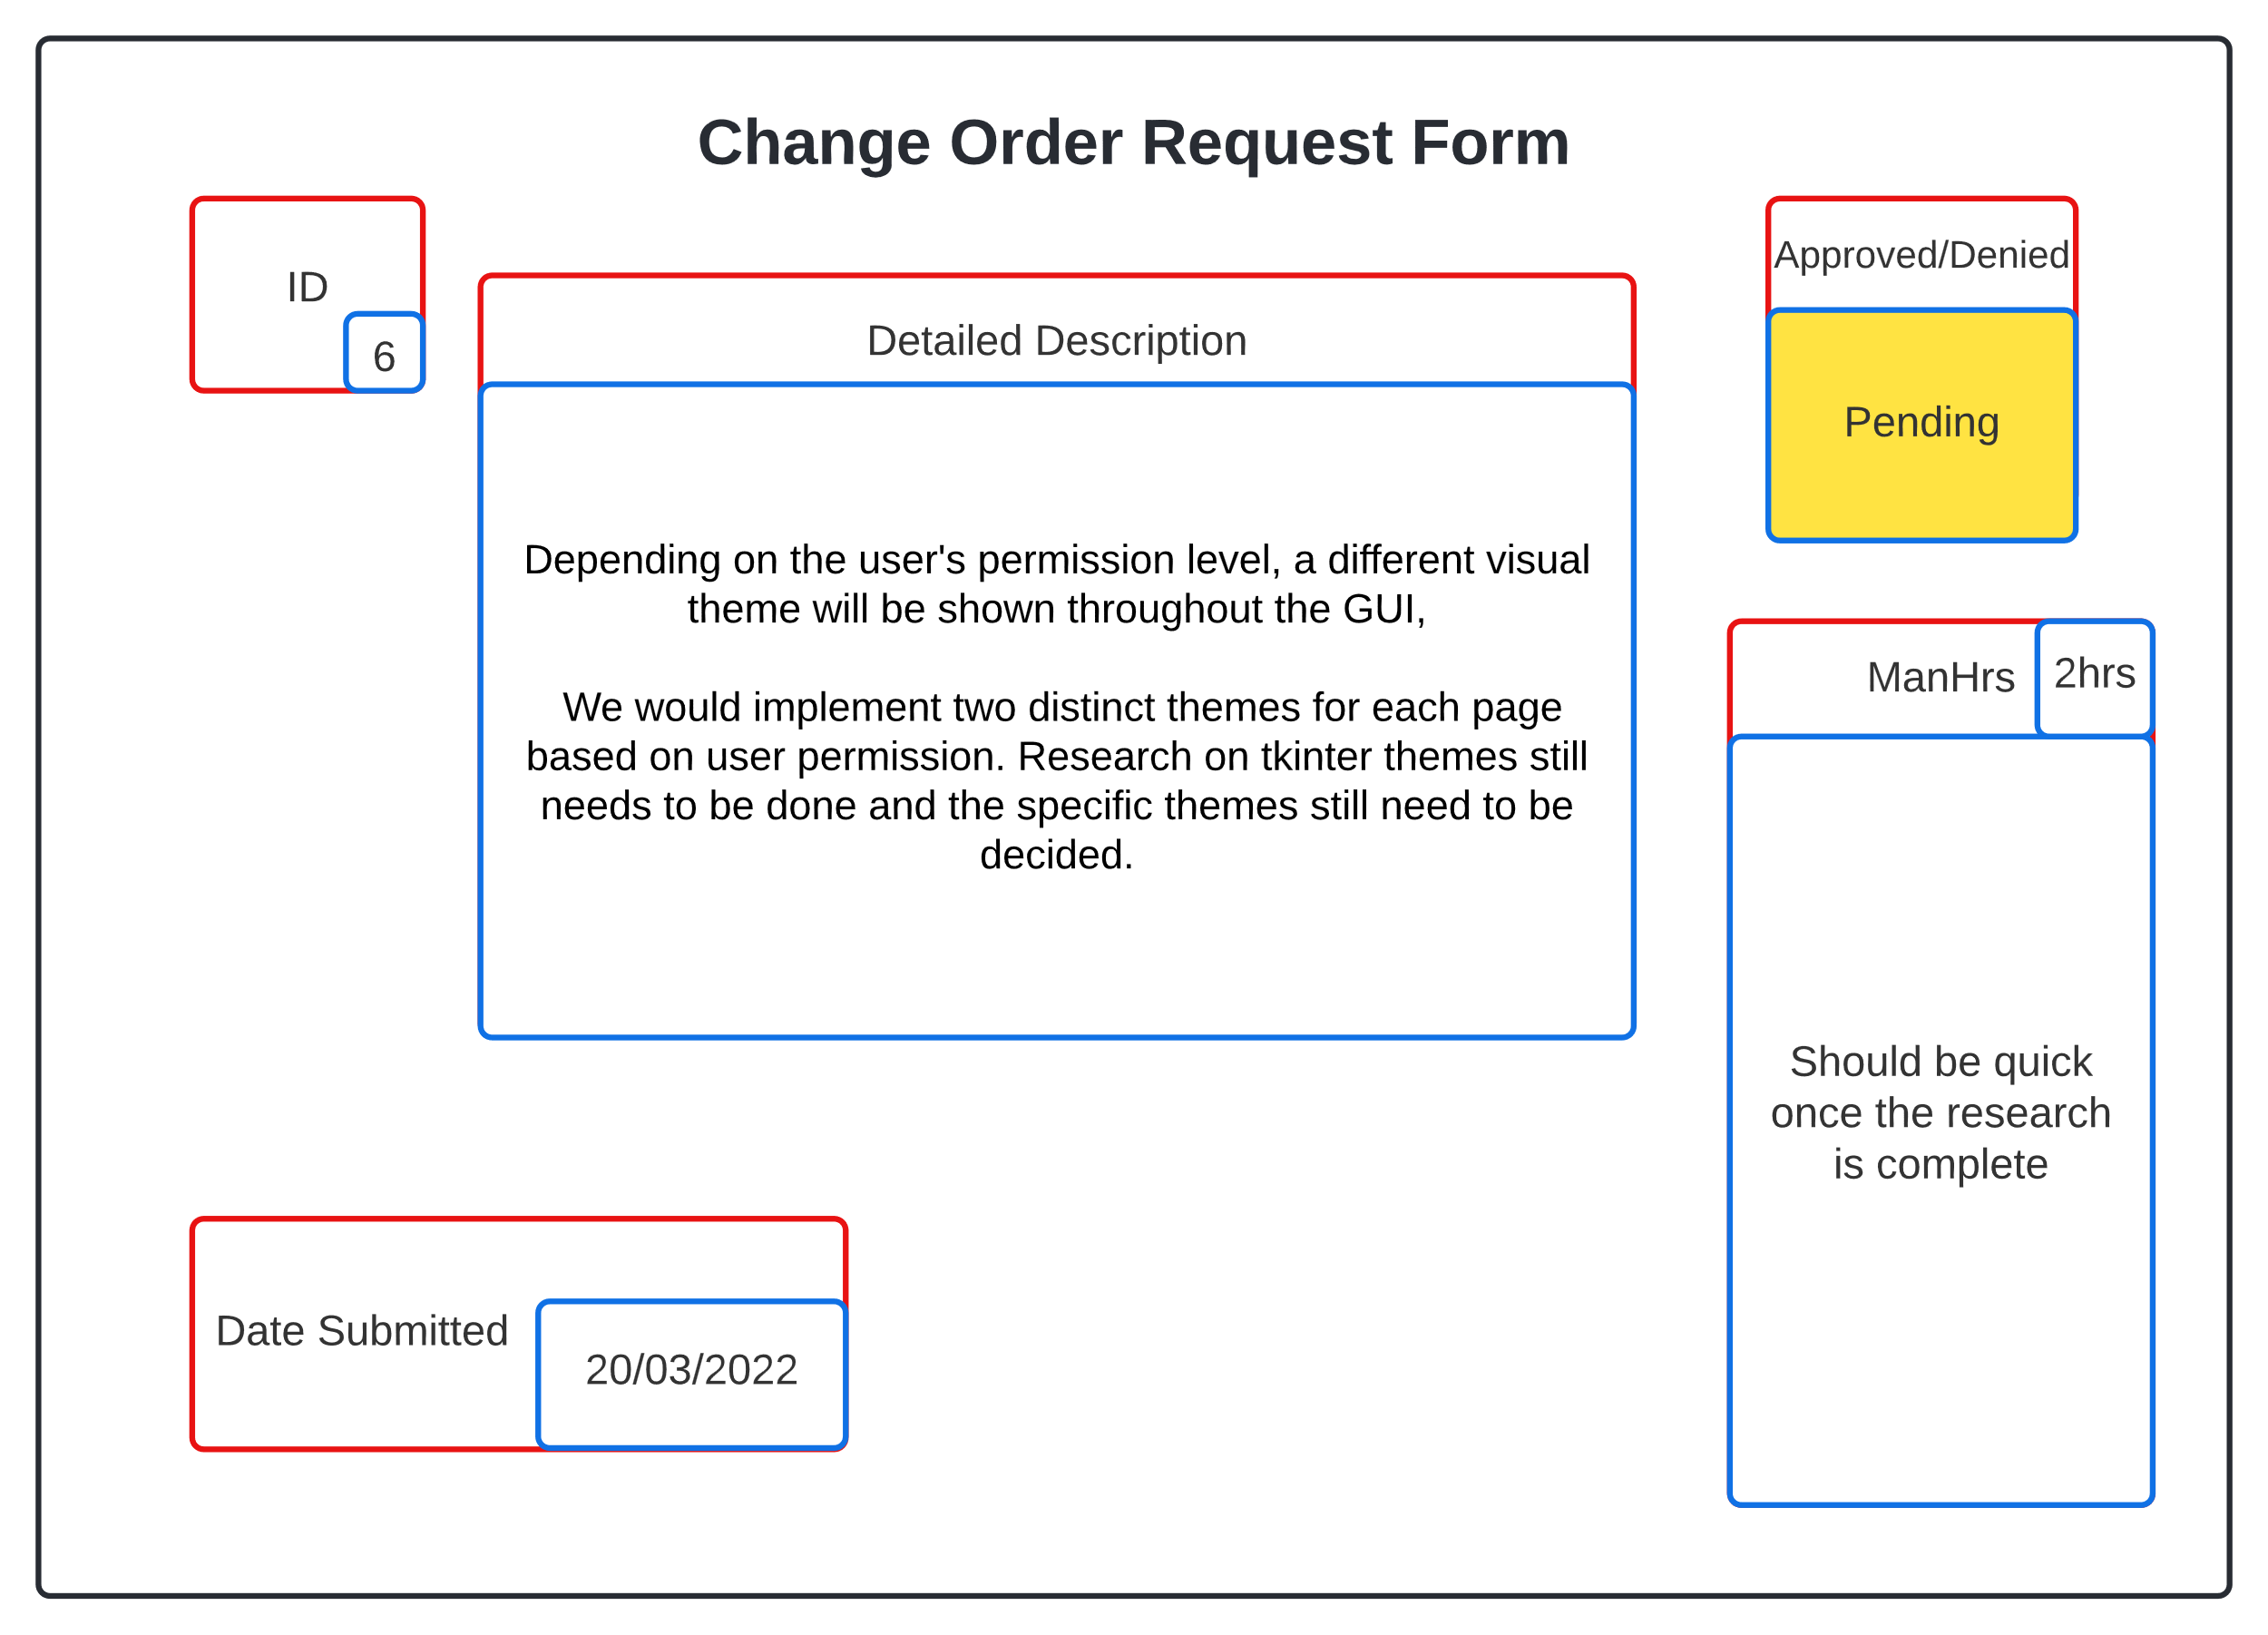 Change Order Request Form
ID
6
Detailed Description
Depending on the user's permission level, a different visual
theme will be shown throughout the GUI,
We would implement two distinct themes for each page
based on user permission. Research on tkinter themes still
needs to be done and the specific themes still need to be
decided.
Approved/Denied
Pending
ManHrs
2hrs
Should be quick
once the research
is complete
Date Submitted
20/03/2022